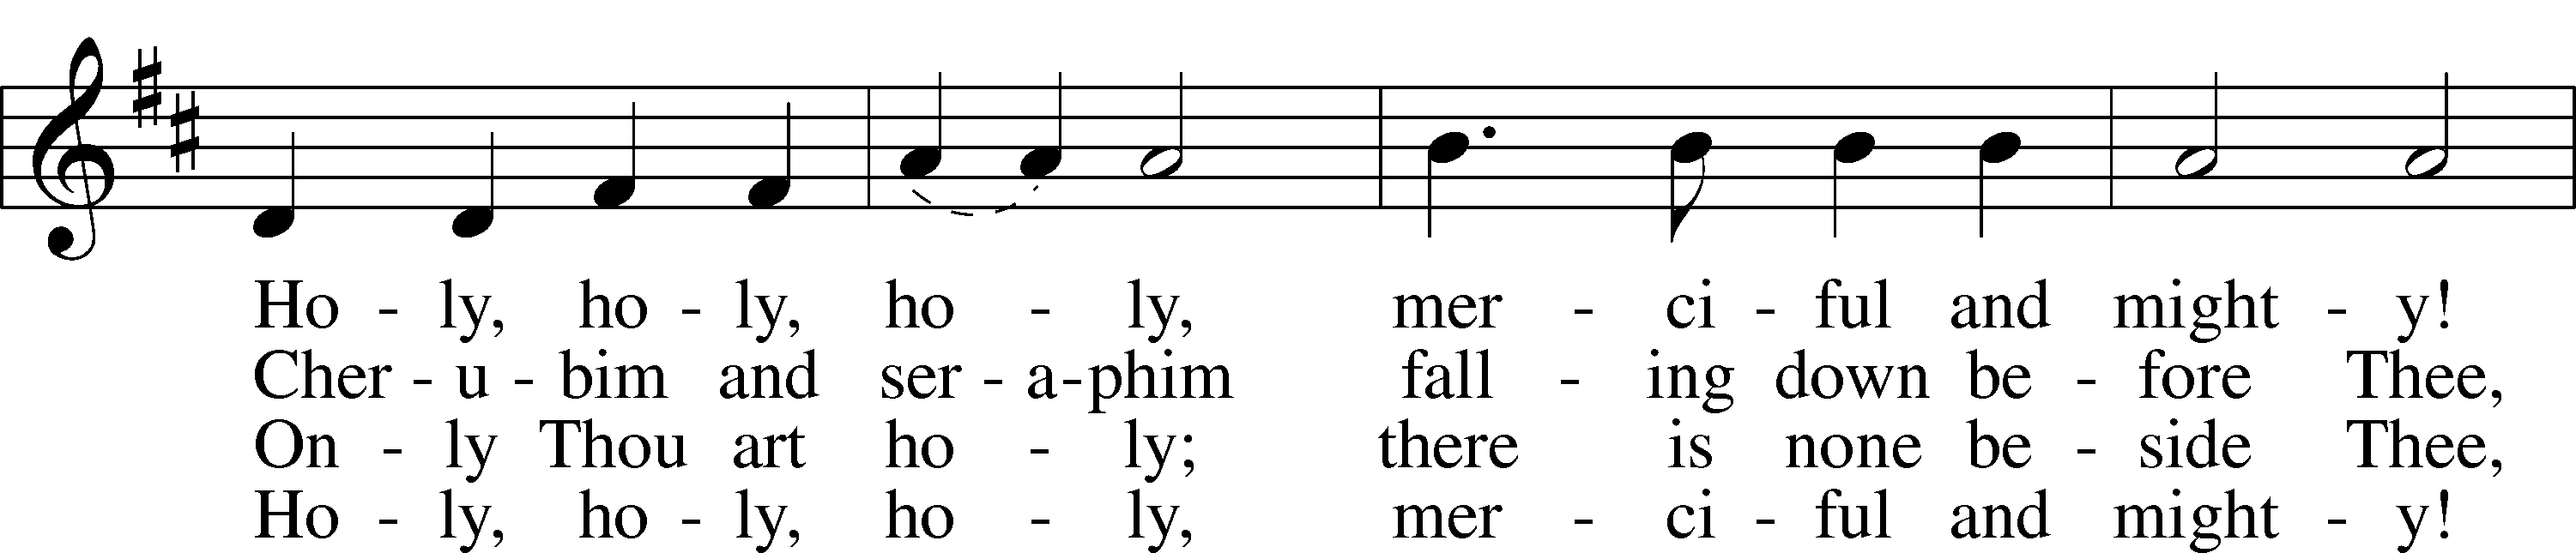 Ho - ly, ho - ly, ho - ly, mer - ci - ful and might - y!
Cher - u - bim and ser - a - phim fall - ing down be - fore Thee,
On - ly Thou art ho - ly; there is none be - side Thee,
Ho - ly, ho - ly, ho - ly, mer - ci - ful and might - y!